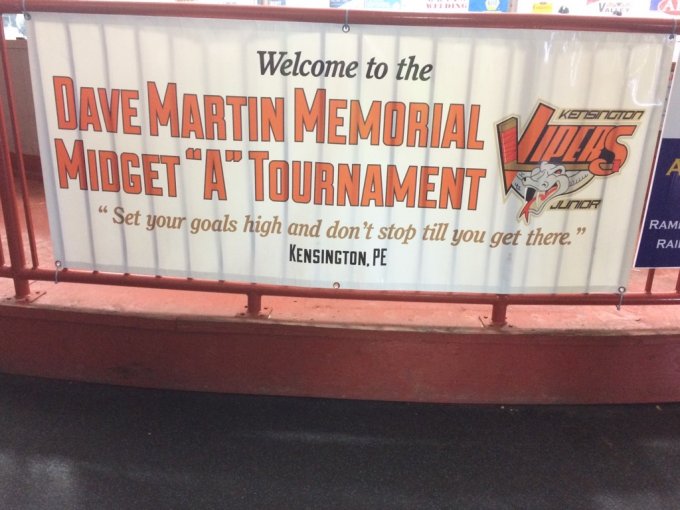 Welcome to the
DAVE MARTIN MEMORIAL
MIDGET "A" TOURNAMENT
"Set your goals high and don't stop till you get there."
KENSINGTON, PE
KENSINGTON
VIPERS
JUNIOR
WELDING